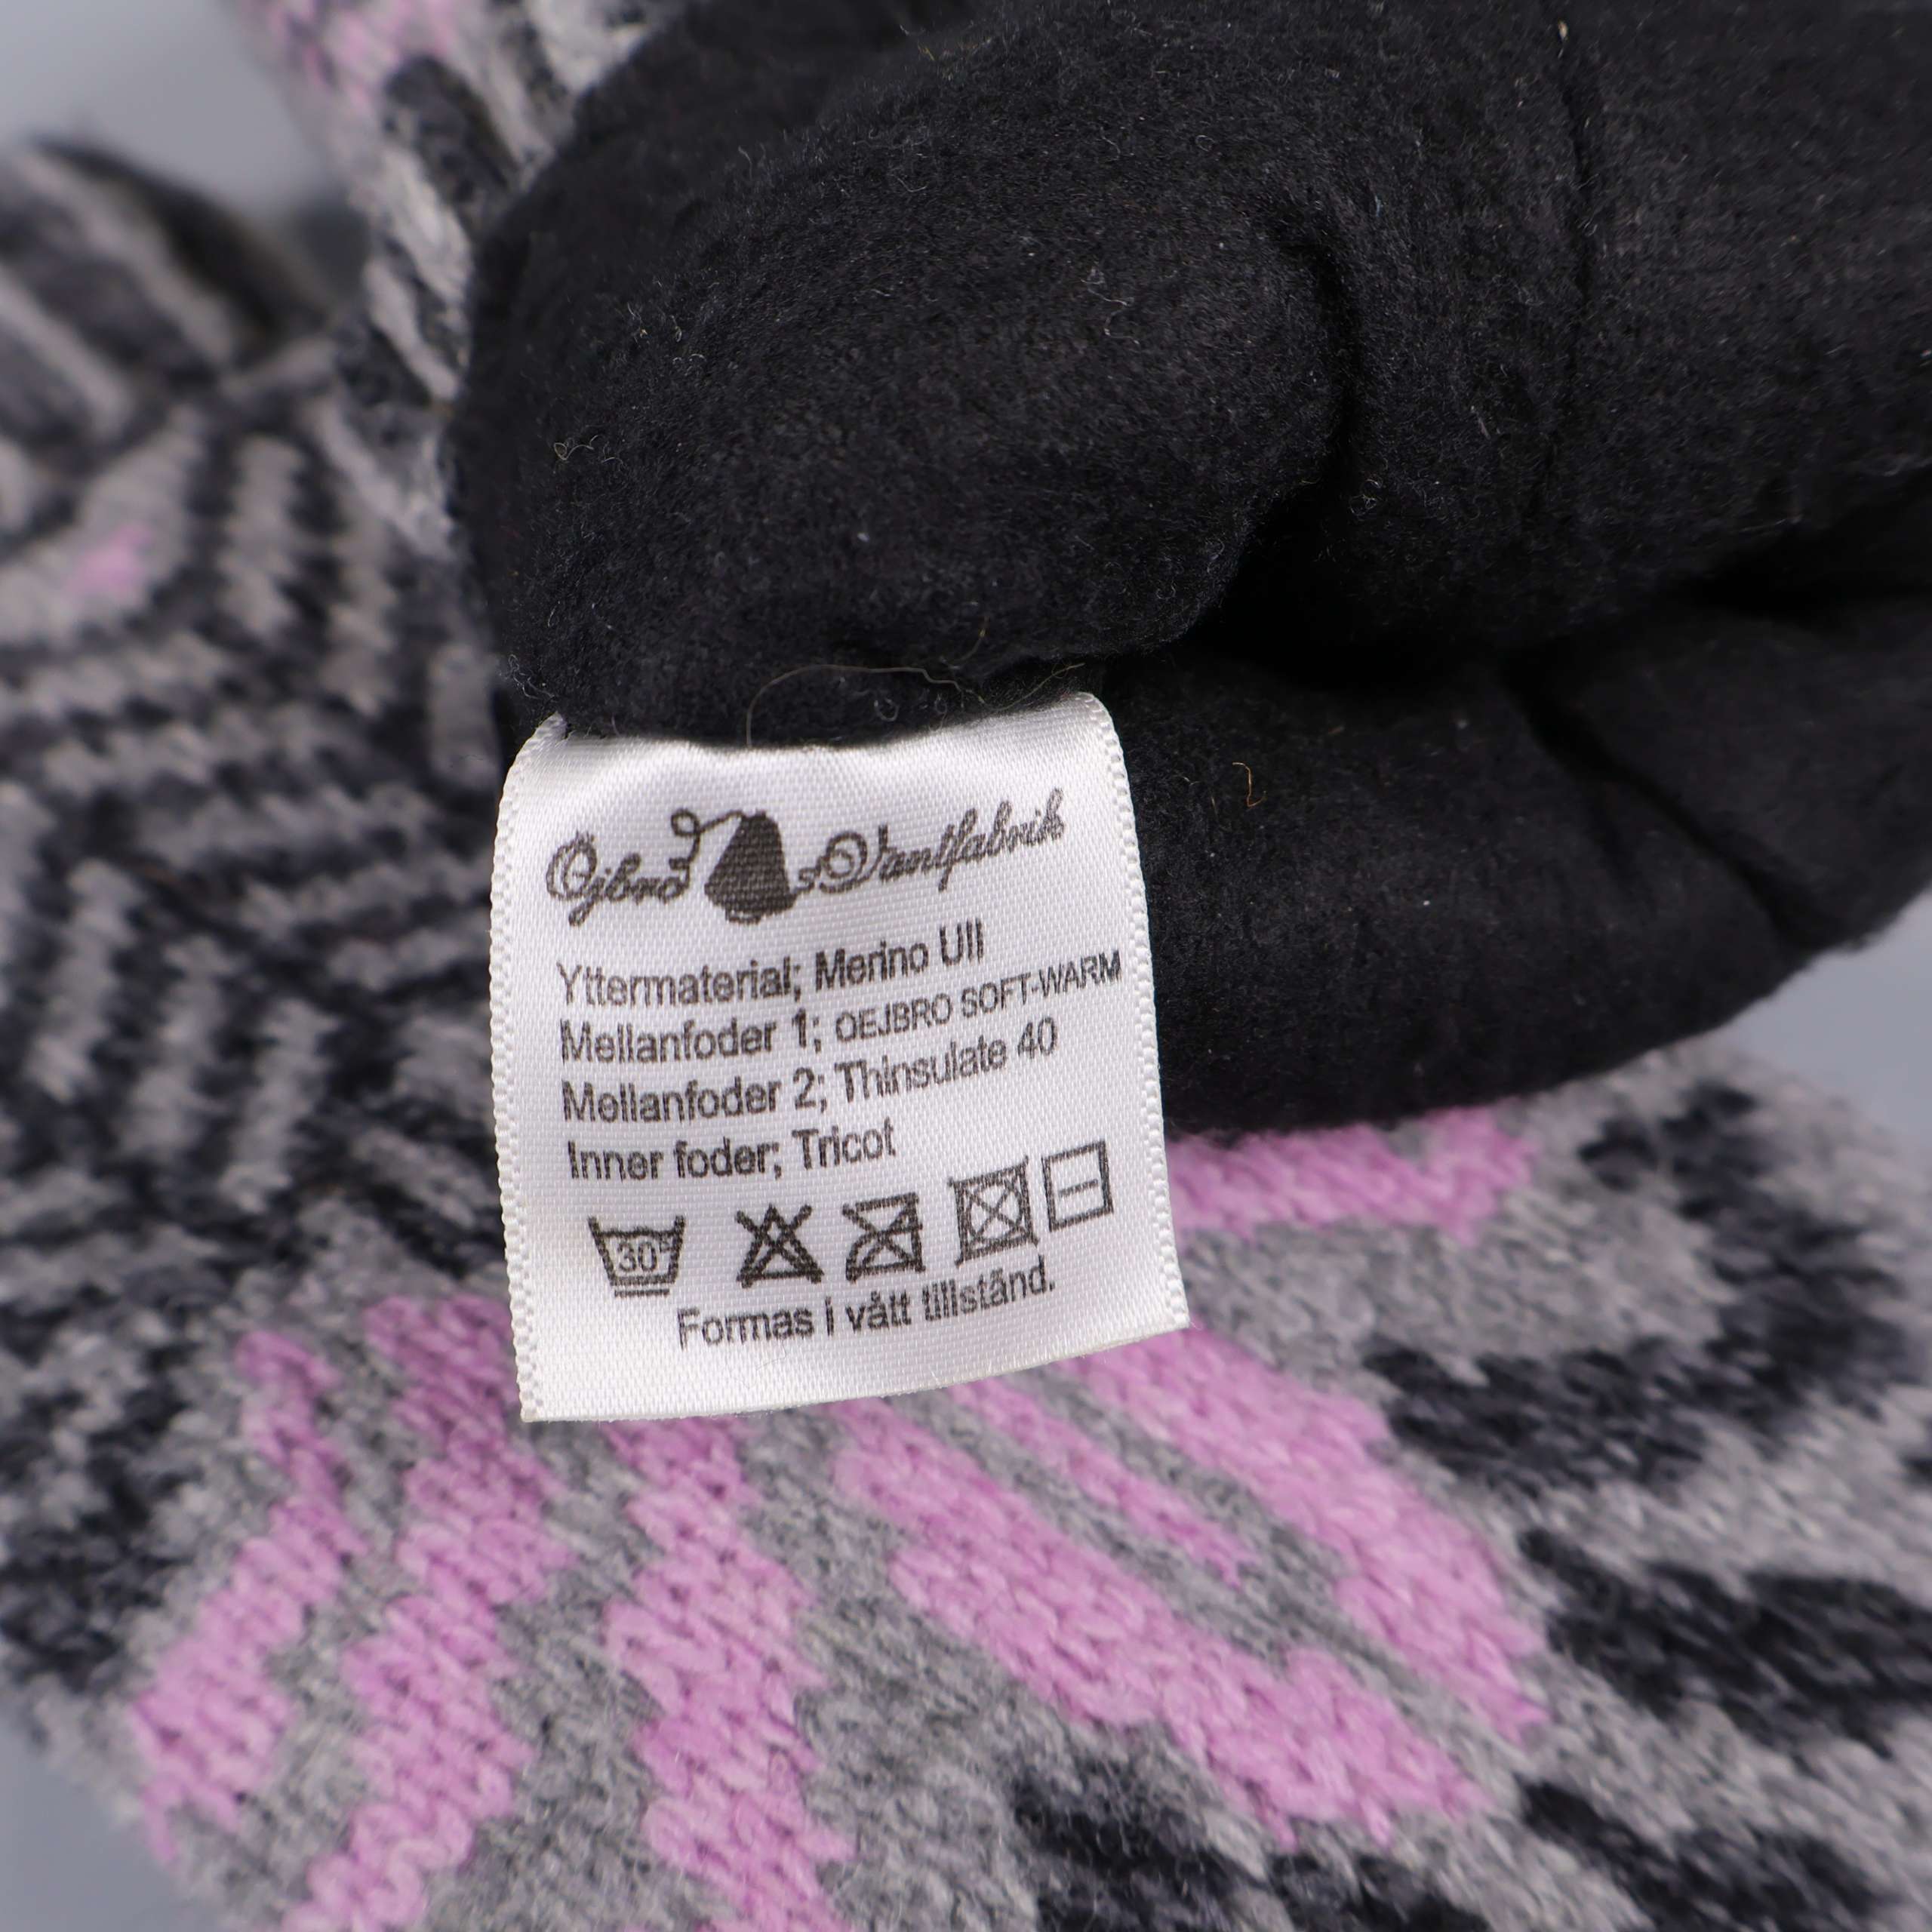 Öjbro Vantfabrik
Yttermaterial; Merino Ull
Mellanfoder 1; OEJBRO SOFT-WARM
Mellanfoder 2; Thinsulate 40
Inner foder; Tricot
30°
Formas i vått tillstånd.